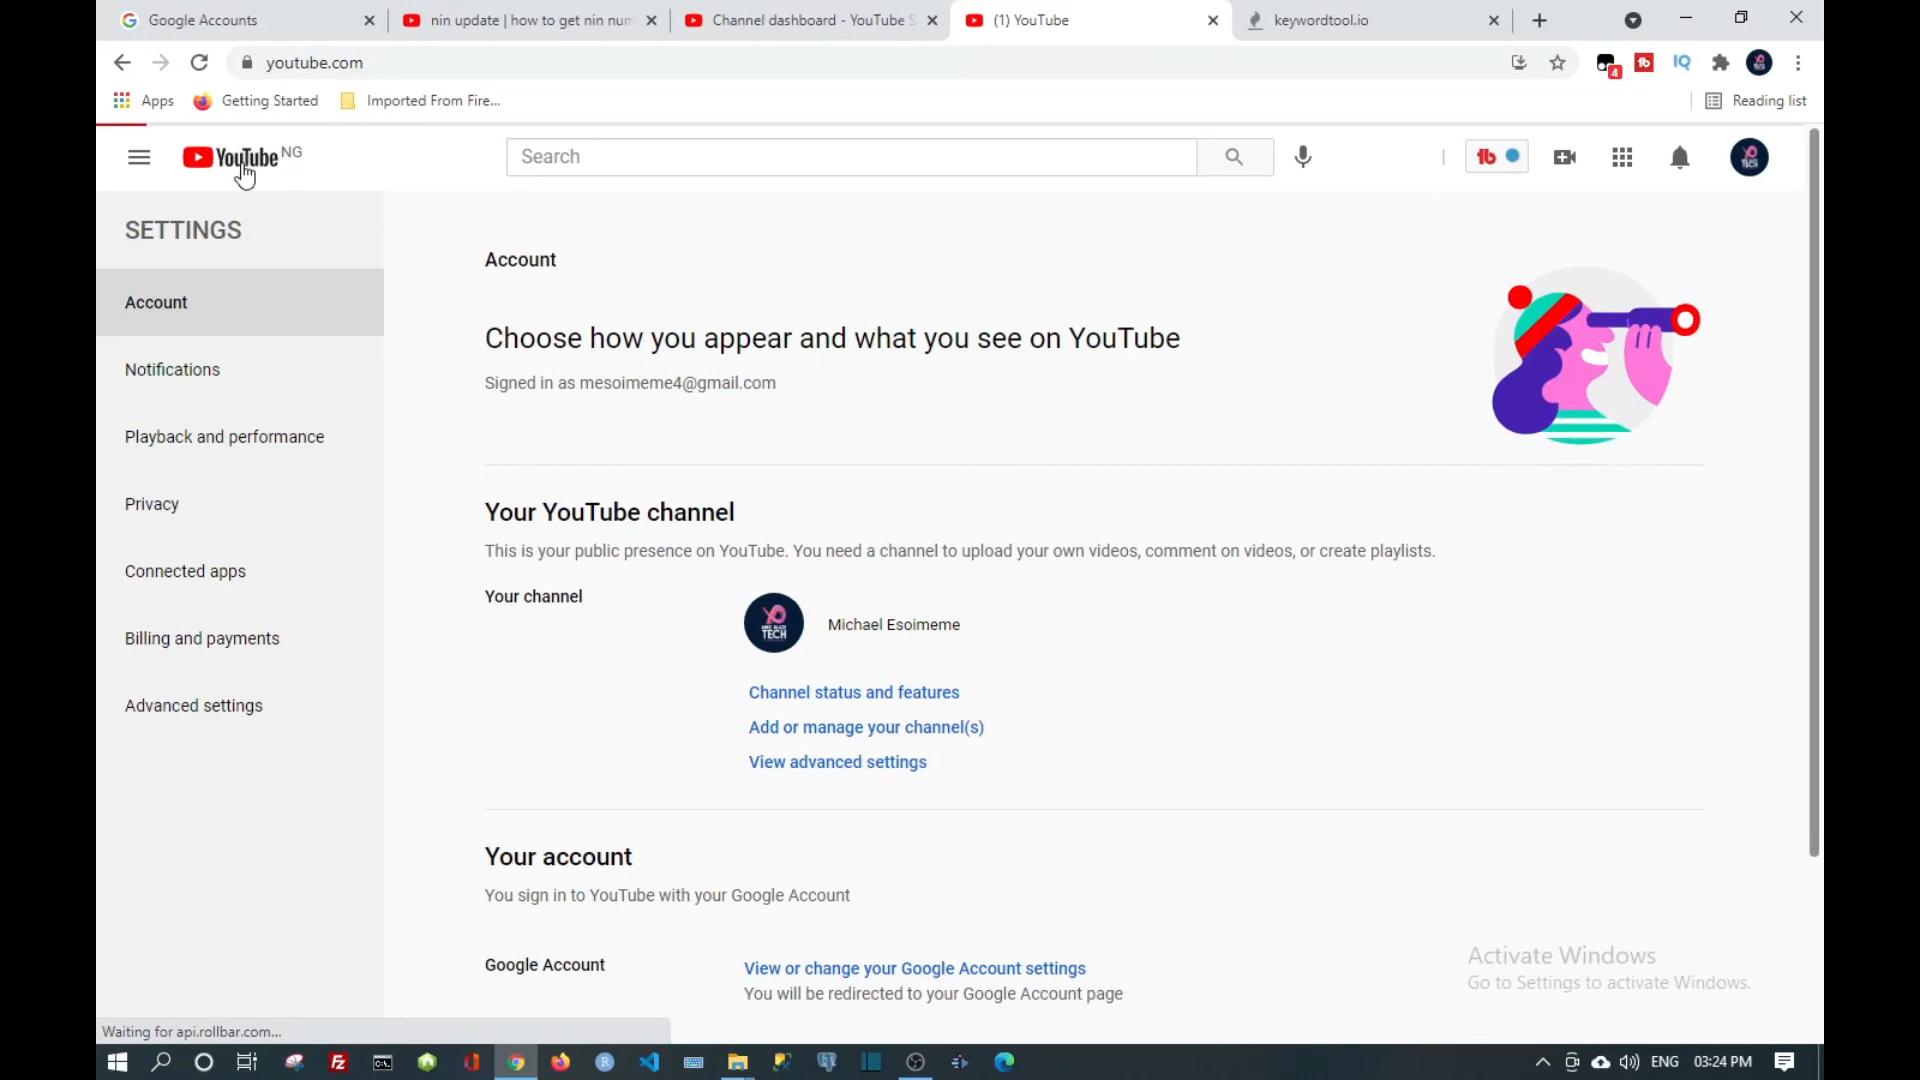 Google Accounts
nin update | how to get nin num
Channel dashboard - YouTube S
(1) YouTube
keywordtool.io
youtube.com
4
tb
IQ
Apps
Getting Started
Imported From Fire...
Reading list
YouTube NG
Search
tb
SETTINGS
Account
Notifications
Playback and performance
Privacy
Connected apps
Billing and payments
Advanced settings
Account
Choose how you appear and what you see on YouTube
Signed in as mesoimeme4@gmail.com
Your YouTube channel
This is your public presence on YouTube. You need a channel to upload your own videos, comment on videos, or create playlists.
Your channel
TECH
Michael Esoimeme
Channel status and features
Add or manage your channel(s)
View advanced settings
Your account
You sign in to YouTube with your Google Account
Google Account
View or change your Google Account settings
You will be redirected to your Google Account page
Activate Windows
Go to Settings to activate Windows.
Waiting for api.rollbar.com...
ENG
03:24 PM